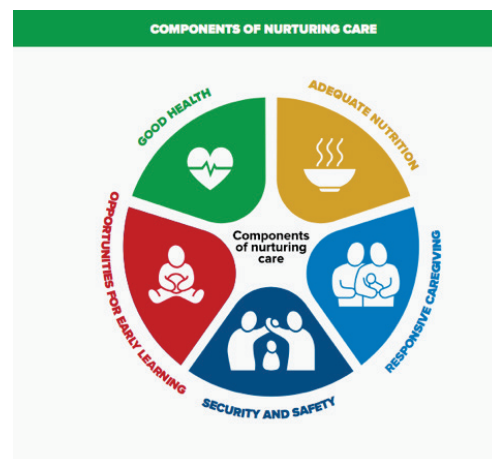 COMPONENTS OF NURTURING CARE
GOOD HEALTH
ADEQUATE NUTRITION
OPPORTUNITIES FOR EARLY LEARNING
Components
of nurturing
care
RESPONSIVE CAREGIVING
SECURITY AND SAFETY